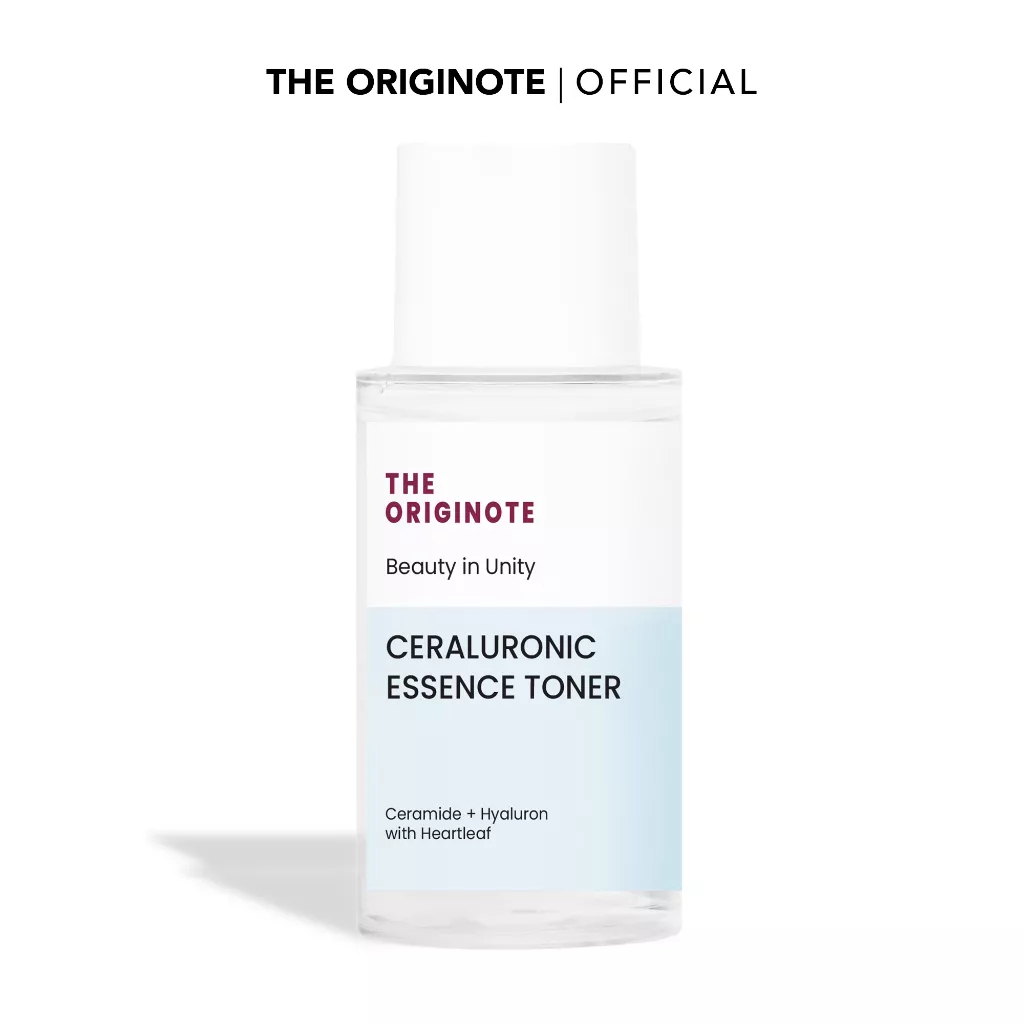 THE ORIGINOTE | OFFICIAL
THE
ORIGINOTE
Beauty in Unity
CERALURONIC
ESSENCE TONER
Ceramide + Hyaluron
with Heartleaf